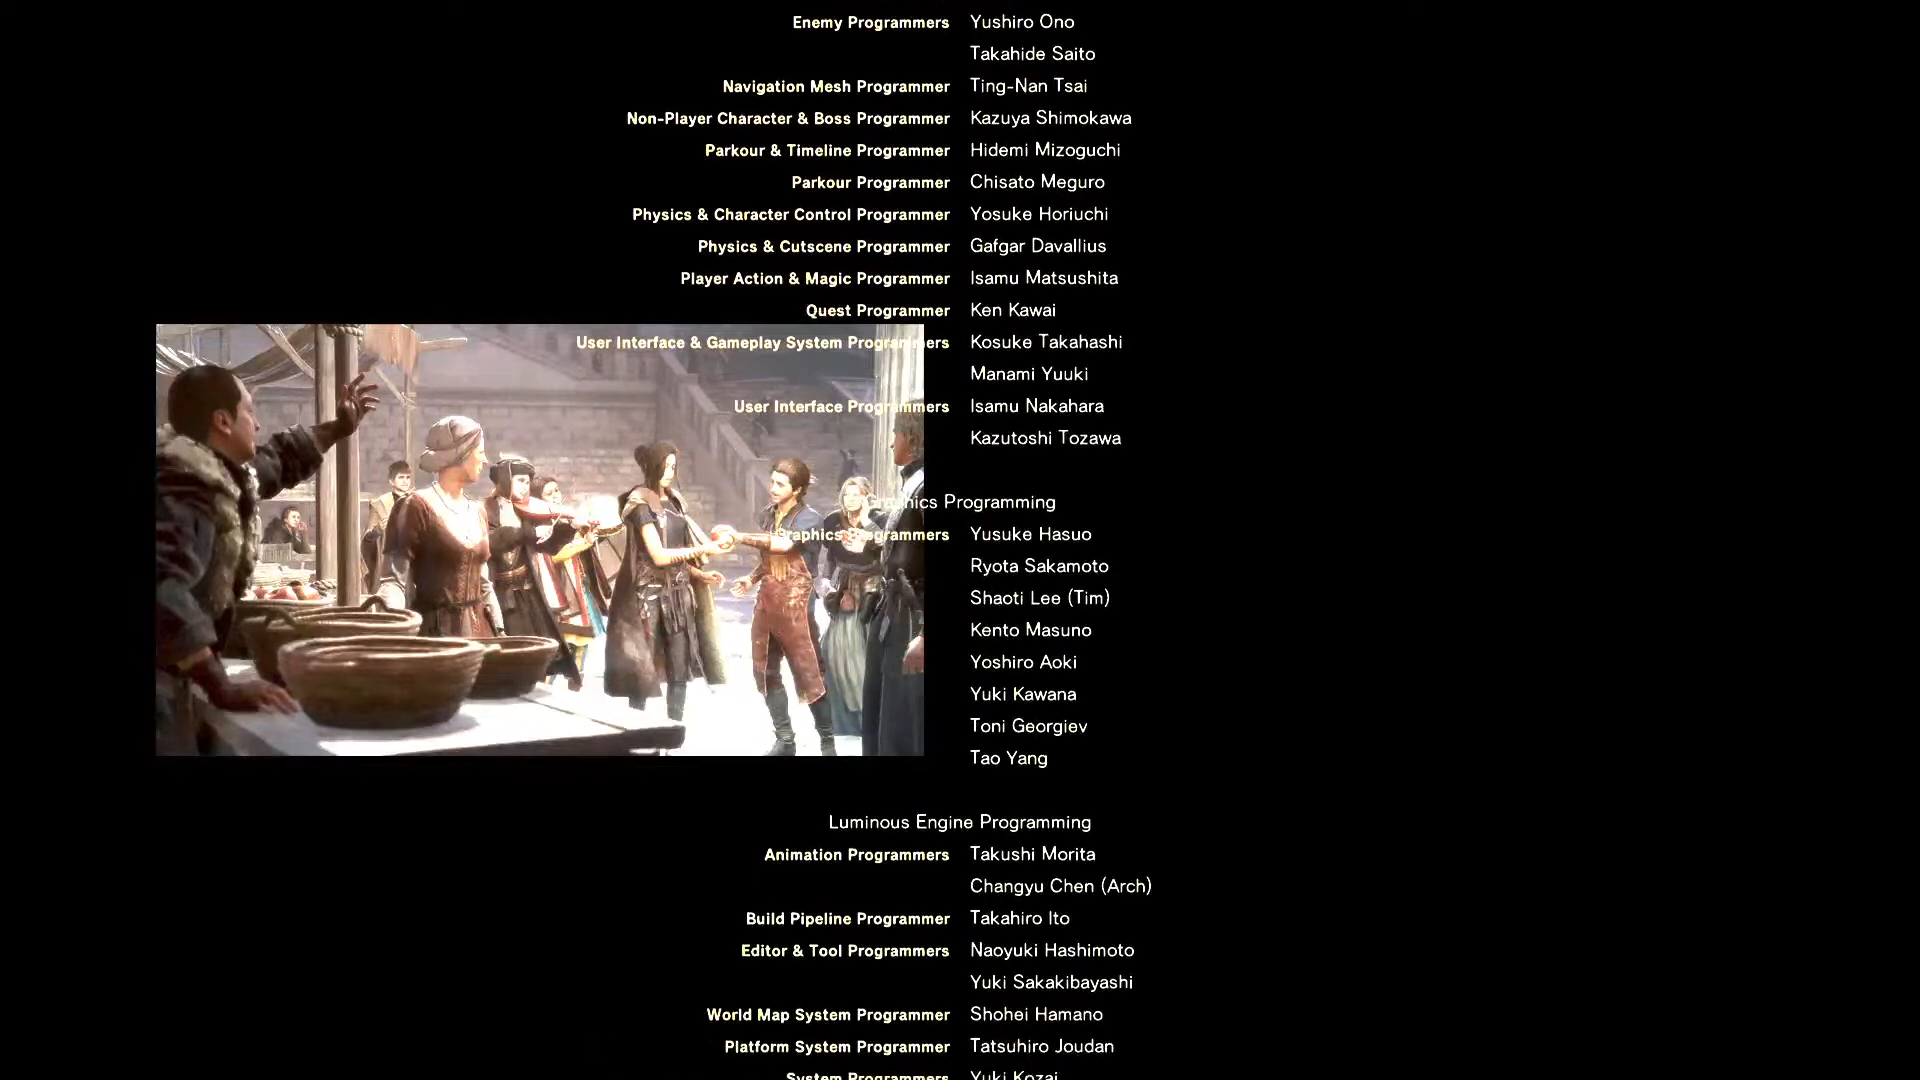 Enemy Programmers Yushiro Ono
Takahide Saito
Navigation Mesh Programmer Ting-Nan Tsai
Non-Player Character & Boss Programmer Kazuya Shimokawa
Parkour & Timeline Programmer Hidemi Mizoguchi
Parkour Programmer Chisato Meguro
Physics & Character Control Programmer Yosuke Horiuchi
Physics & Cutscene Programmer Gafgar Davallius
Player Action & Magic Programmer Isamu Matsushita
Quest Programmer Ken Kawai
User Interface & Gameplay System Programmers Kosuke Takahashi
Manami Yuuki
User Interface Programmers Isamu Nakahara
Kazutoshi Tozawa
Graphics Programming
Graphics Programmers Yusuke Hasuo
Ryota Sakamoto
Shaoti Lee (Tim)
Kento Masuno
Yoshiro Aoki
Yuki Kawana
Toni Georgiev
Tao Yang
Luminous Engine Programming
Animation Programmers Takushi Morita
Changyu Chen (Arch)
Build Pipeline Programmer Takahiro Ito
Editor & Tool Programmers Naoyuki Hashimoto
Yuki Sakakibayashi
World Map System Programmer Shohei Hamano
Platform System Programmer Tatsuhiro Joudan
System Programmers Yuki Kozai